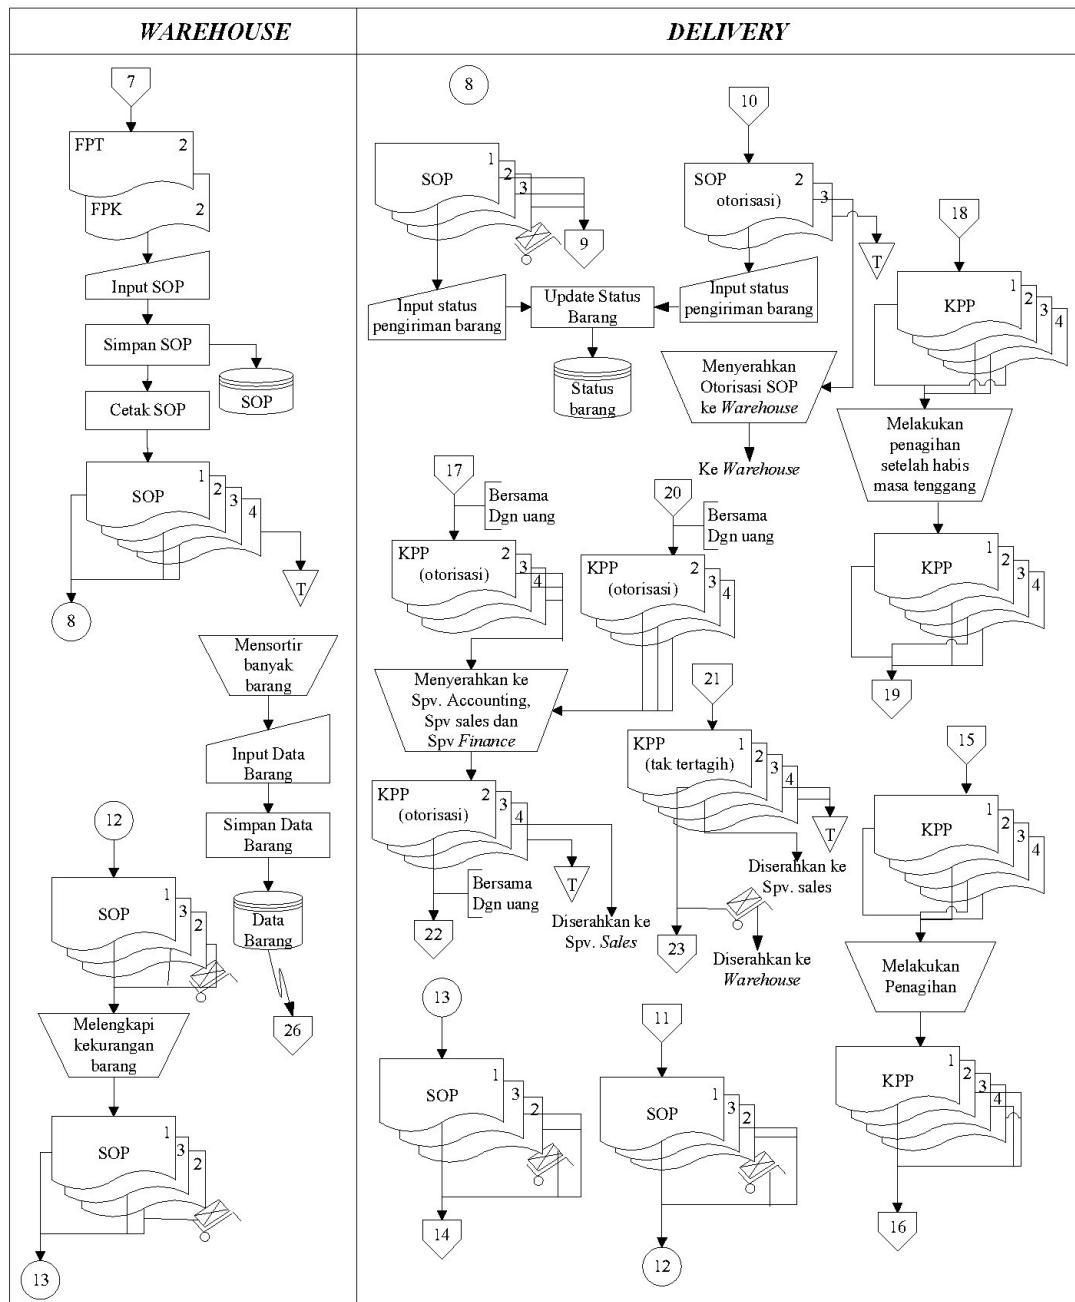 WAREHOUSE
DELIVERY
7
FPT 2
FPK 2
Input SOP
Simpan SOP
SOP
Cetak SOP
SOP
1
2
3
4
T
8
Mensortir
banyak
barang
Input Data
Barang
Simpan Data
Barang
Data
Barang
26
12
SOP
1
3
2
Melengkapi
kekurangan
barang
SOP
1
3
2
13
8
SOP
1
2
3
9
Input status
pengiriman barang
Update Status
Barang
Status
barang
10
SOP 2
otorisasi) 3
T
Input status
pengiriman barang
Menyerahkan
Otorisasi SOP
ke Warehouse
Ke Warehouse
18
KPP
1
2
3
4
Melakukan
penagihan
setelah habis
masa tenggang
KPP
1
2
3
4
19
17
Bersama
Dgn uang
KPP 2
(otorisasi)
3
4
20
Bersama
Dgn uang
KPP 2
(otorisasi)
3
4
Menyerahkan ke
Spv. Accounting,
Spv sales dan
Spv Finance
KPP 2
(otorisasi)
3
4
T
Bersama
Dgn uang
22
Diserahkan ke
Spv. Sales
21
KPP 1
(tak tertagih)
2
3
4
T
Diserahkan ke
Spv. sales
23
Diserahkan ke
Warehouse
15
KPP
1
2
3
4
Melakukan
Penagihan
KPP
1
2
3
4
16
13
SOP
1
3
2
14
11
SOP
1
3
2
12